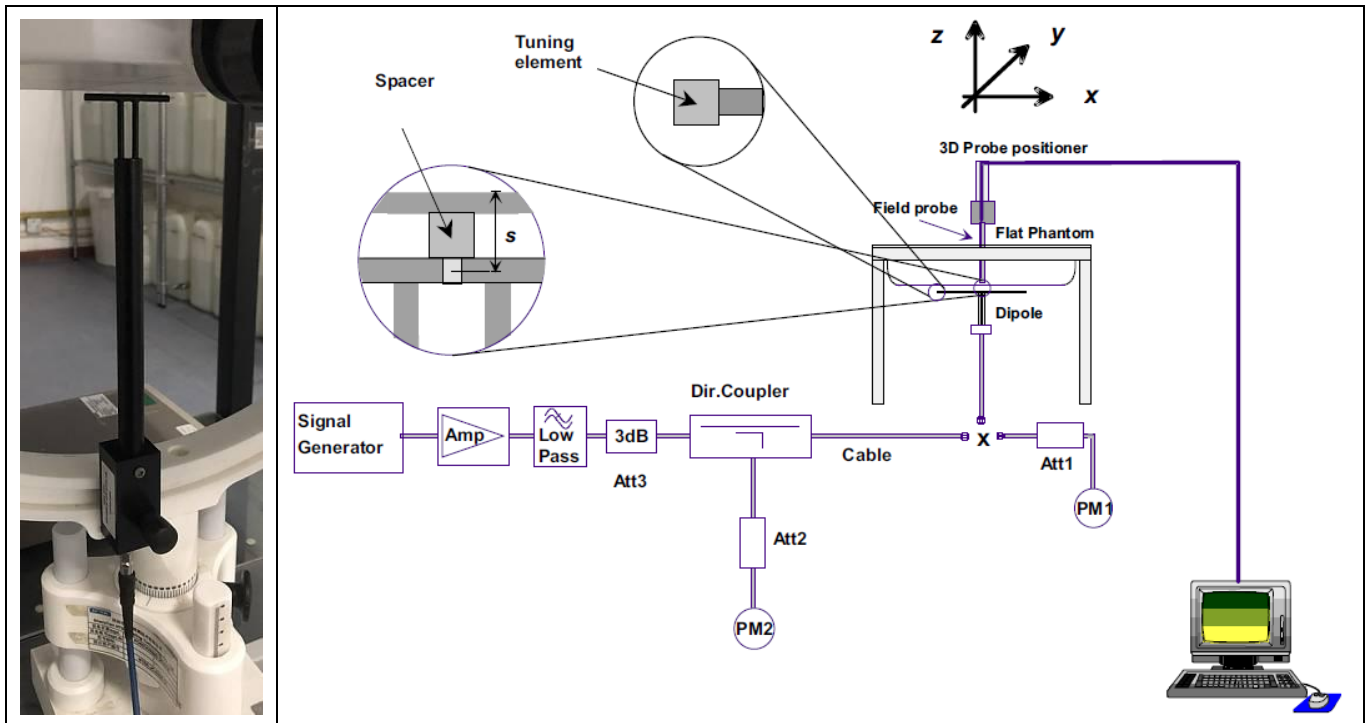 Tuning
element
Spacer
s
z
y
x
3D Probe positioner
Field probe
Flat Phantom
Dipole
Dir.Coupler
Signal
Generator
Amp
Low
Pass
3dB
Att3
Cable
x
Att1
PM1
Att2
PM2